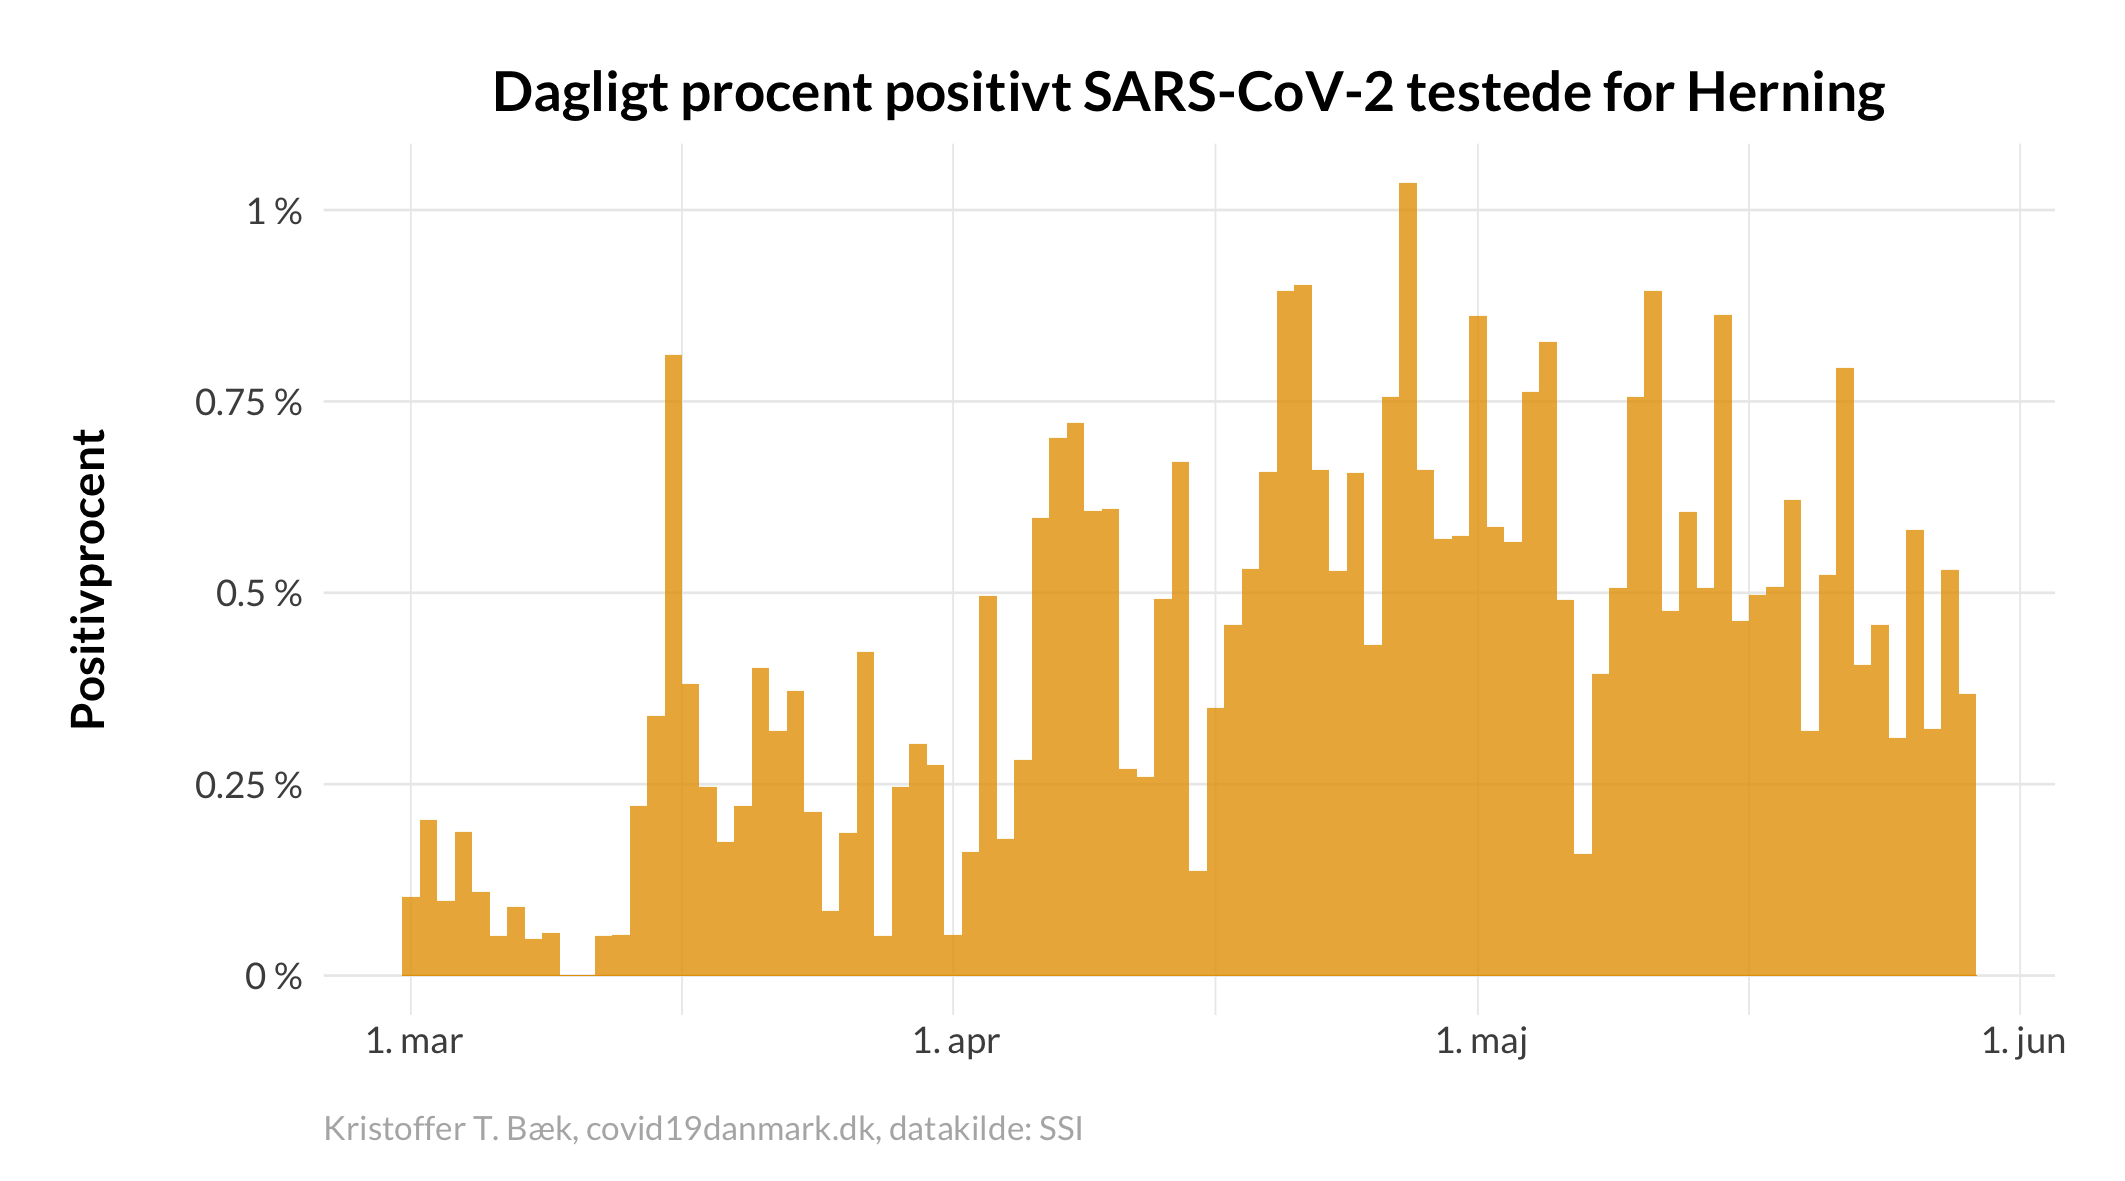 Dagligt procent positivt SARS-CoV-2 testede for Herning
Positivprocent
1 %
0.75 %
0.5 %
0.25 %
0 %
1. mar
1. apr
1. maj
1. jun
Kristoffer T. Bæk, covid19danmark.dk, datakilde: SSI